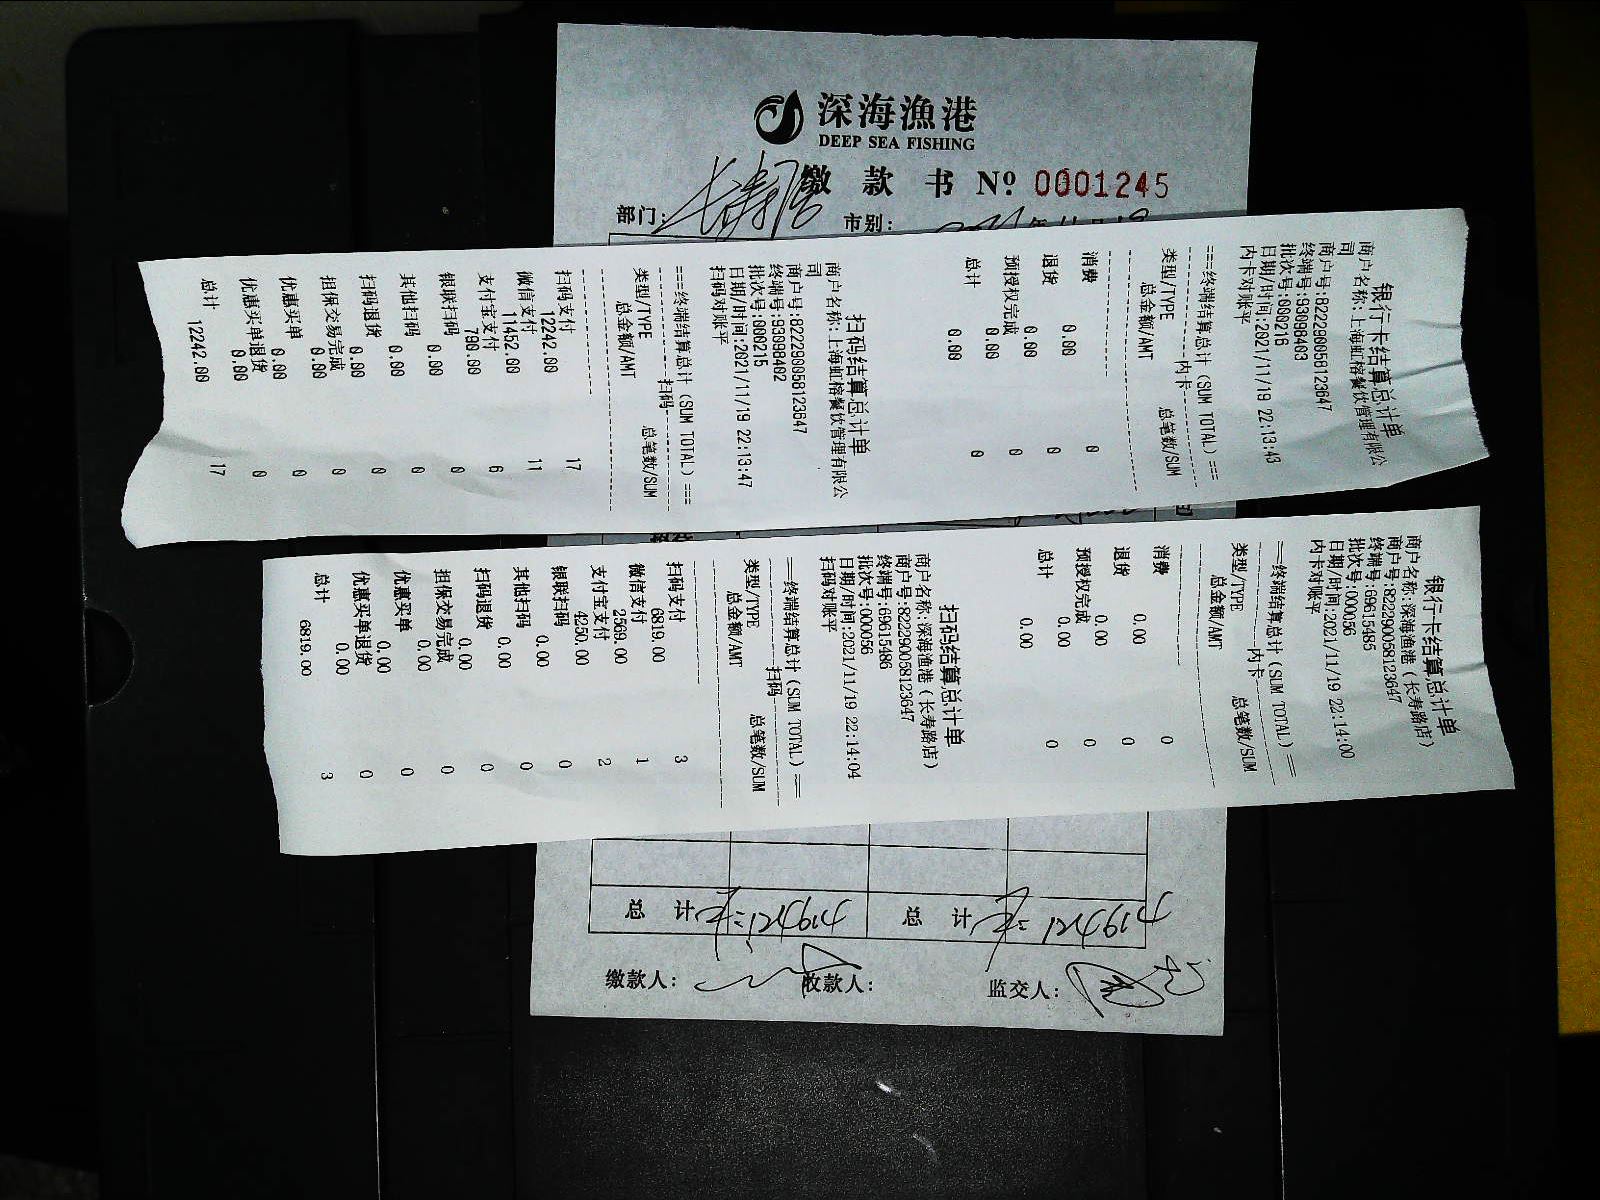 深海漁港
DEEP SEA FISHING
缴 款 书 Nº 0001245
部门: 长寿店 市别:
银行卡结算总计单
商户名称:上海虹榕餐饮管理有限公
司
商户号:822290058123647
终端号:93098403
批次号:000216
日期/时间:2021/11/19 22:13:43
内卡对账平
===终端结算总计(SUM TOTAL)===
内卡
类型/TYPE 总笔数/SUM
总金额/AMT
消费 0
0.00
退货 0
0.00
预授权完成 0
0.00
总计 0
0.00
扫码结算总计单
商户名称:上海虹榕餐饮管理有限公
司
商户号:822290058123647
终端号:93098402
批次号:000215
日期/时间:2021/11/19 22:13:47
扫码对账平
===终端结算总计(SUM TOTAL)===
扫码
类型/TYPE 总笔数/SUM
总金额/AMT
扫码支付 17
12242.00
微信支付 11
11452.00
支付宝支付 6
790.00
银联扫码 0
0.00
其他扫码 0
0.00
扫码退货 0
0.00
担保交易完成 0
0.00
优惠买单 0
0.00
优惠买单退货 0
0.00
总计 17
12242.00
银行卡结算总计单
商户名称:深海渔港(长寿路店)
商户号:822290058123647
终端号:69615485
批次号:000056
日期/时间:2021/11/19 22:14:00
内卡对账平
==终端结算总计(SUM TOTAL)==
内卡
类型/TYPE 总笔数/SUM
总金额/AMT
消费 0
0.00
退货 0
0.00
预授权完成 0
0.00
总计 0
0.00
扫码结算总计单
商户名称:深海渔港(长寿路店)
商户号:822290058123647
终端号:69615486
批次号:000056
日期/时间:2021/11/19 22:14:04
扫码对账平
==终端结算总计(SUM TOTAL)==
扫码
类型/TYPE 总笔数/SUM
总金额/AMT
扫码支付 3
6819.00
微信支付 1
2569.00
支付宝支付 2
4250.00
银联扫码 0
0.00
其他扫码 0
0.00
扫码退货 0
0.00
担保交易完成 0
0.00
优惠买单 0
0.00
优惠买单退货 0
0.00
总计 3
6819.00
总 计 总 计
缴款人: 收款人: 监交人: